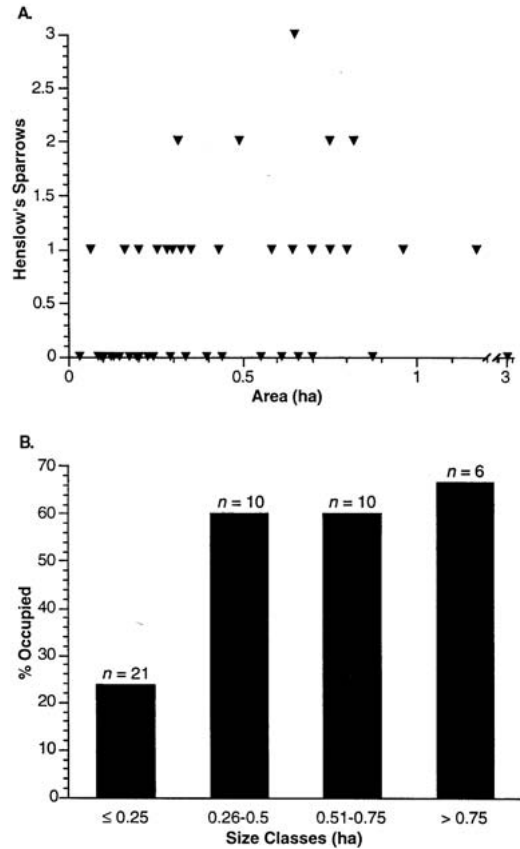 A.
3
2.5
2
1.5
1
0.5
0
Henslow's Sparrows
0 0.5 1 3
Area (ha)
B.
70
60
50
40
30
20
10
0
% Occupied
n = 21
n = 10
n = 10
n = 6
≤ 0.25 0.26-0.5 0.51-0.75 > 0.75
Size Classes (ha)